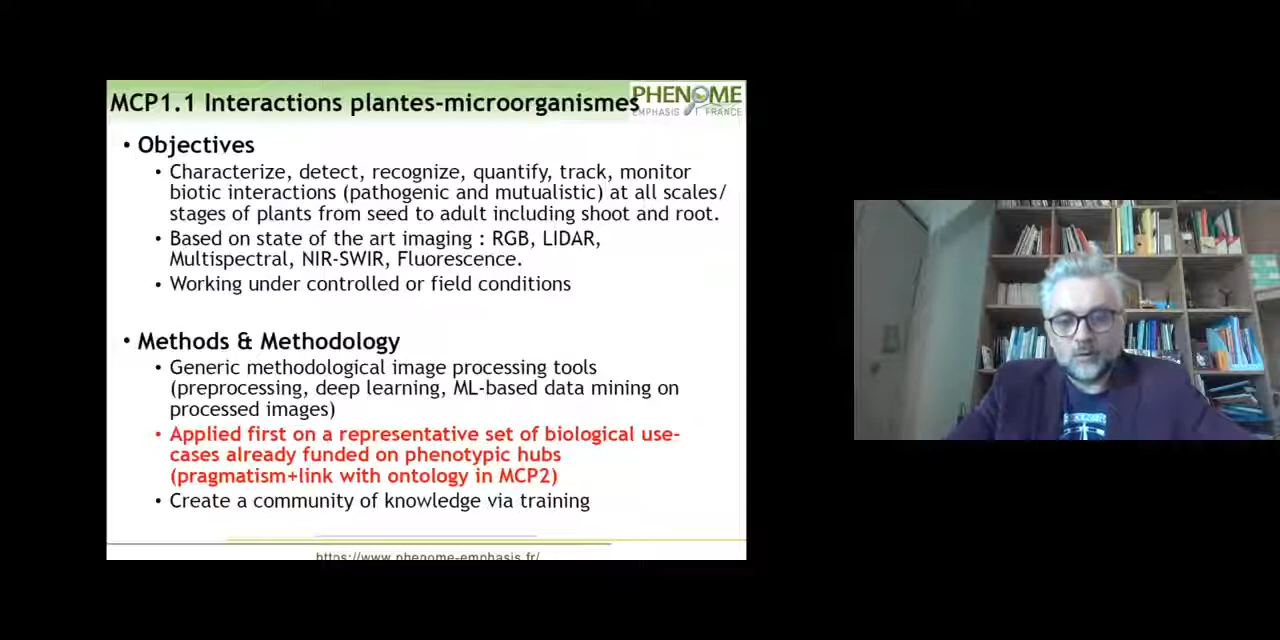 MCP1.1 Interactions plantes-microorganismes
PHENOME
EMPHASIS FRANCE
• Objectives
• Characterize, detect, recognize, quantify, track, monitor
biotic interactions (pathogenic and mutualistic) at all scales/
stages of plants from seed to adult including shoot and root.
• Based on state of the art imaging : RGB, LIDAR,
Multispectral, NIR-SWIR, Fluorescence.
• Working under controlled or field conditions
• Methods & Methodology
• Generic methodological image processing tools
(preprocessing, deep learning, ML-based data mining on
processed images)
• Applied first on a representative set of biological use-
cases already funded on phenotypic hubs
(pragmatism+link with ontology in MCP2)
• Create a community of knowledge via training
https://www.phenome-emphasis.fr/